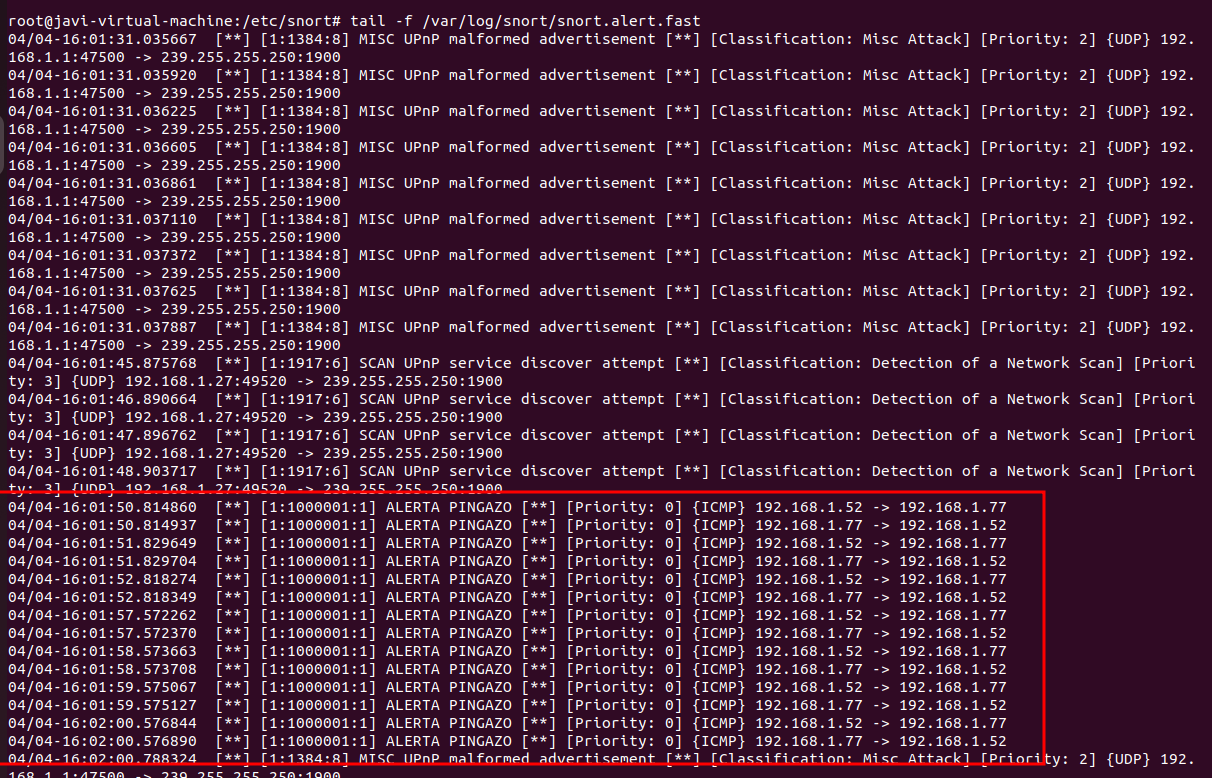 root@javi-virtual-machine:/etc/snort# tail -f /var/log/snort/snort.alert.fast
04/04-16:01:31.035667  [**] [1:1384:8] MISC UPnP malformed advertisement [**] [Classification: Misc Attack] [Priority: 2] {UDP} 192.
168.1.1:47500 -> 239.255.255.250:1900
04/04-16:01:31.035920  [**] [1:1384:8] MISC UPnP malformed advertisement [**] [Classification: Misc Attack] [Priority: 2] {UDP} 192.
168.1.1:47500 -> 239.255.255.250:1900
04/04-16:01:31.036225  [**] [1:1384:8] MISC UPnP malformed advertisement [**] [Classification: Misc Attack] [Priority: 2] {UDP} 192.
168.1.1:47500 -> 239.255.255.250:1900
04/04-16:01:31.036605  [**] [1:1384:8] MISC UPnP malformed advertisement [**] [Classification: Misc Attack] [Priority: 2] {UDP} 192.
168.1.1:47500 -> 239.255.255.250:1900
04/04-16:01:31.036861  [**] [1:1384:8] MISC UPnP malformed advertisement [**] [Classification: Misc Attack] [Priority: 2] {UDP} 192.
168.1.1:47500 -> 239.255.255.250:1900
04/04-16:01:31.037110  [**] [1:1384:8] MISC UPnP malformed advertisement [**] [Classification: Misc Attack] [Priority: 2] {UDP} 192.
168.1.1:47500 -> 239.255.255.250:1900
04/04-16:01:31.037372  [**] [1:1384:8] MISC UPnP malformed advertisement [**] [Classification: Misc Attack] [Priority: 2] {UDP} 192.
168.1.1:47500 -> 239.255.255.250:1900
04/04-16:01:31.037625  [**] [1:1384:8] MISC UPnP malformed advertisement [**] [Classification: Misc Attack] [Priority: 2] {UDP} 192.
168.1.1:47500 -> 239.255.255.250:1900
04/04-16:01:31.037887  [**] [1:1384:8] MISC UPnP malformed advertisement [**] [Classification: Misc Attack] [Priority: 2] {UDP} 192.
168.1.1:47500 -> 239.255.255.250:1900
04/04-16:01:45.875768  [**] [1:1917:6] SCAN UPnP service discover attempt [**] [Classification: Detection of a Network Scan] [Priori
ty: 3] {UDP} 192.168.1.27:49520 -> 239.255.255.250:1900
04/04-16:01:46.890664  [**] [1:1917:6] SCAN UPnP service discover attempt [**] [Classification: Detection of a Network Scan] [Priori
ty: 3] {UDP} 192.168.1.27:49520 -> 239.255.255.250:1900
04/04-16:01:47.896762  [**] [1:1917:6] SCAN UPnP service discover attempt [**] [Classification: Detection of a Network Scan] [Priori
ty: 3] {UDP} 192.168.1.27:49520 -> 239.255.255.250:1900
04/04-16:01:48.903717  [**] [1:1917:6] SCAN UPnP service discover attempt [**] [Classification: Detection of a Network Scan] [Priori
ty: 3] {UDP} 192.168.1.27:49520 -> 239.255.255.250:1900
04/04-16:01:50.814860  [**] [1:1000001:1] ALERTA PINGAZO [**] [Priority: 0] {ICMP} 192.168.1.52 -> 192.168.1.77
04/04-16:01:50.814937  [**] [1:1000001:1] ALERTA PINGAZO [**] [Priority: 0] {ICMP} 192.168.1.77 -> 192.168.1.52
04/04-16:01:51.829649  [**] [1:1000001:1] ALERTA PINGAZO [**] [Priority: 0] {ICMP} 192.168.1.52 -> 192.168.1.77
04/04-16:01:51.829704  [**] [1:1000001:1] ALERTA PINGAZO [**] [Priority: 0] {ICMP} 192.168.1.77 -> 192.168.1.52
04/04-16:01:52.818274  [**] [1:1000001:1] ALERTA PINGAZO [**] [Priority: 0] {ICMP} 192.168.1.52 -> 192.168.1.77
04/04-16:01:52.818349  [**] [1:1000001:1] ALERTA PINGAZO [**] [Priority: 0] {ICMP} 192.168.1.77 -> 192.168.1.52
04/04-16:01:57.572262  [**] [1:1000001:1] ALERTA PINGAZO [**] [Priority: 0] {ICMP} 192.168.1.52 -> 192.168.1.77
04/04-16:01:57.572370  [**] [1:1000001:1] ALERTA PINGAZO [**] [Priority: 0] {ICMP} 192.168.1.77 -> 192.168.1.52
04/04-16:01:58.573663  [**] [1:1000001:1] ALERTA PINGAZO [**] [Priority: 0] {ICMP} 192.168.1.52 -> 192.168.1.77
04/04-16:01:58.573708  [**] [1:1000001:1] ALERTA PINGAZO [**] [Priority: 0] {ICMP} 192.168.1.77 -> 192.168.1.52
04/04-16:01:59.575067  [**] [1:1000001:1] ALERTA PINGAZO [**] [Priority: 0] {ICMP} 192.168.1.52 -> 192.168.1.77
04/04-16:01:59.575127  [**] [1:1000001:1] ALERTA PINGAZO [**] [Priority: 0] {ICMP} 192.168.1.77 -> 192.168.1.52
04/04-16:02:00.576844  [**] [1:1000001:1] ALERTA PINGAZO [**] [Priority: 0] {ICMP} 192.168.1.52 -> 192.168.1.77
04/04-16:02:00.576890  [**] [1:1000001:1] ALERTA PINGAZO [**] [Priority: 0] {ICMP} 192.168.1.77 -> 192.168.1.52
04/04-16:02:00.788324  [**] [1:1384:8] MISC UPnP malformed advertisement [**] [Classification: Misc Attack] [Priority: 2] {UDP} 192.
168.1.1:47500 -> 239.255.255.250:1900